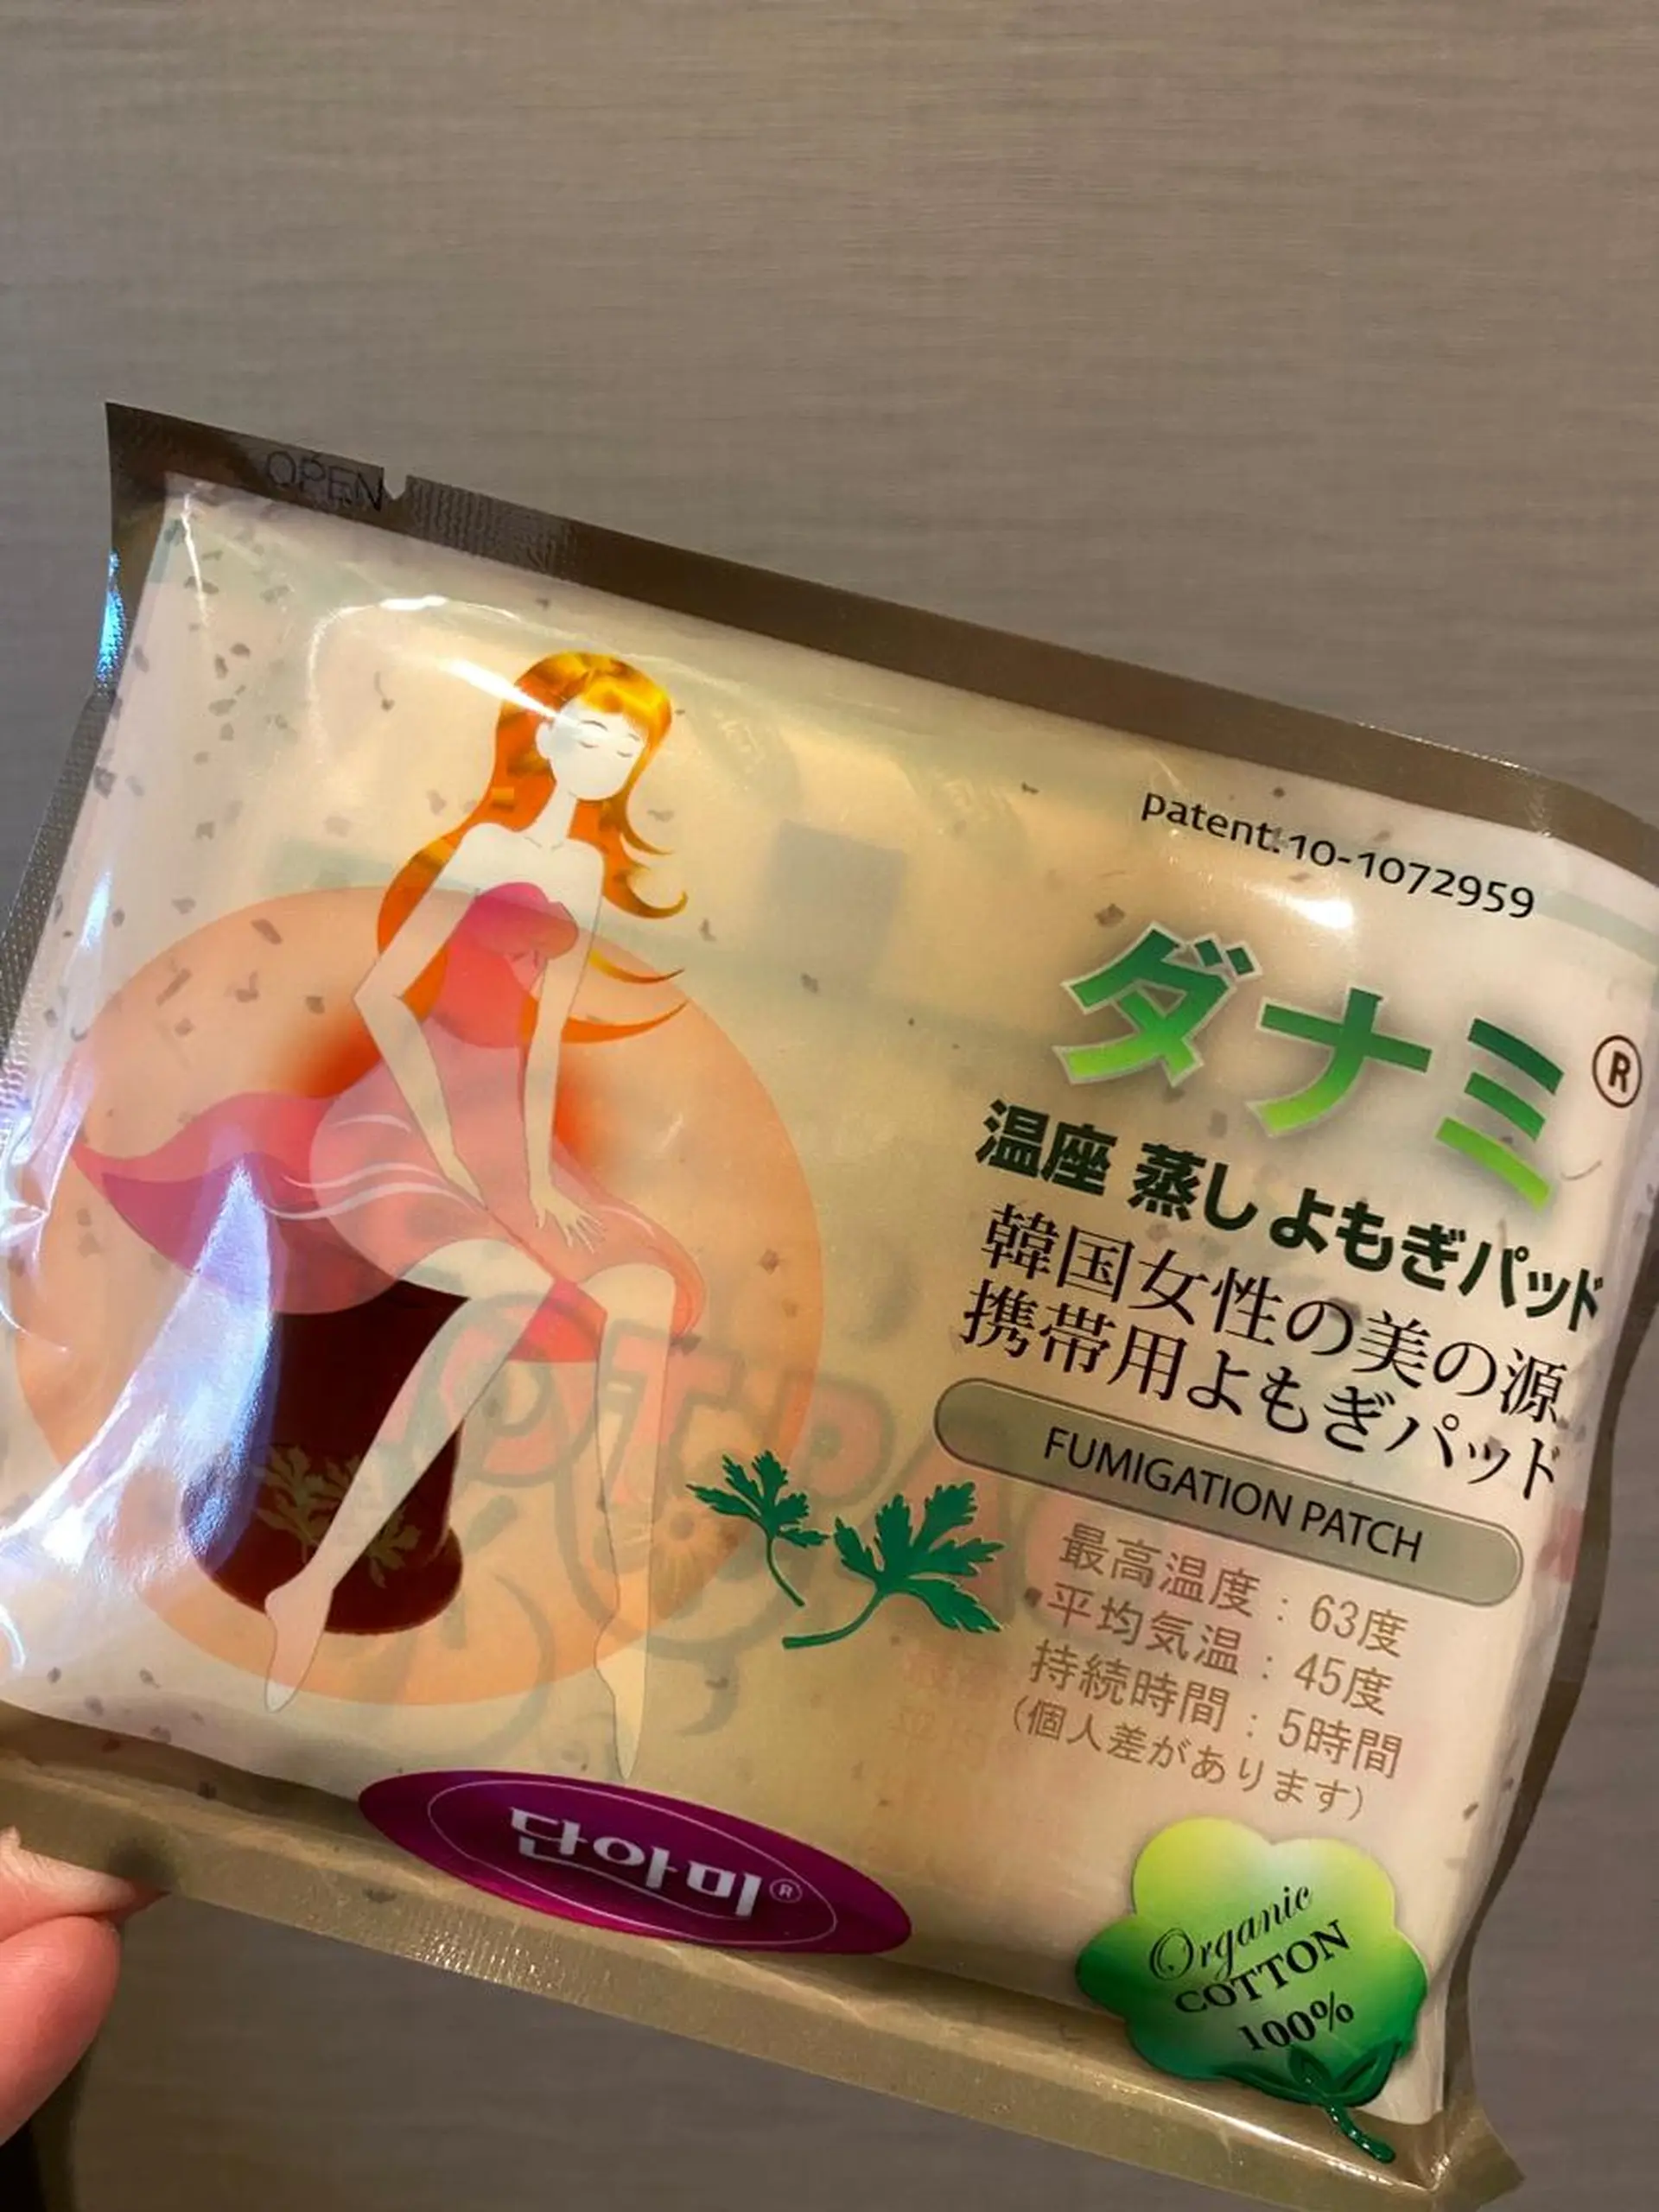 OPEN
patent.10-1072959
ダナミ®
温座 蒸し よもぎパッド
韓国女性の美の源
携帯用よもぎパッド
FUMIGATION PATCH
最高温度 : 63度
平均気温 : 45度
持続時間 : 5時間
(個人差があります)
단아미®
Organic
COTTON
100%